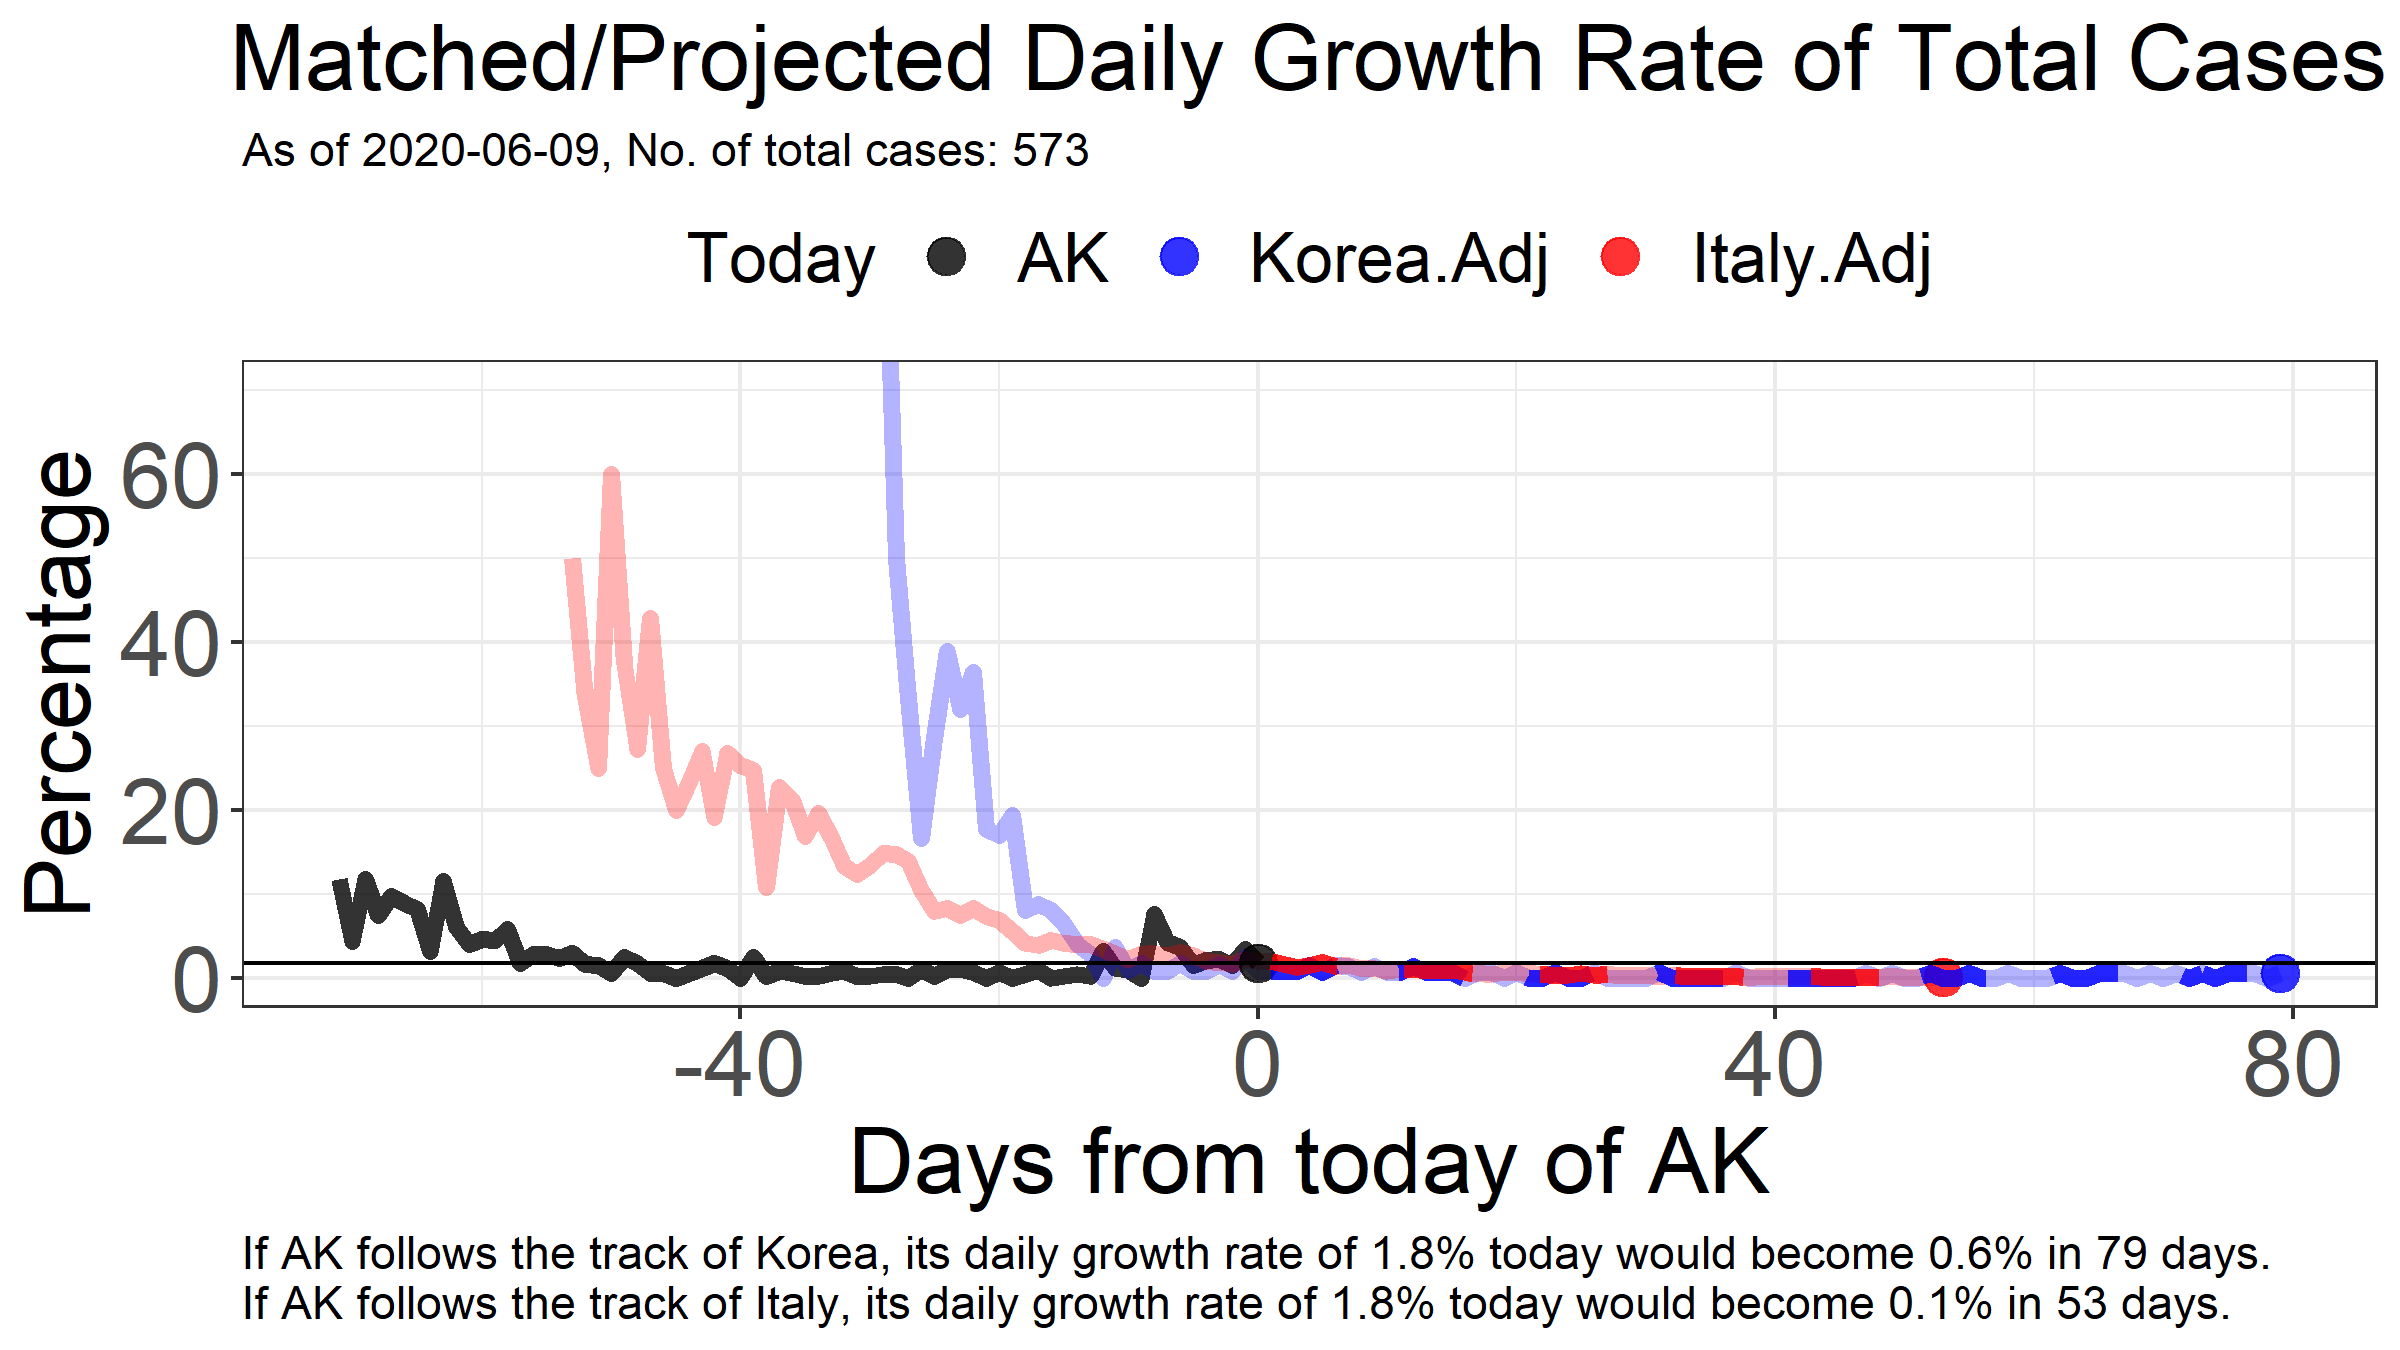 Matched/Projected Daily Growth Rate of Total Cases
As of 2020-06-09, No. of total cases: 573
Today AK Korea.Adj Italy.Adj
Percentage
60
40
20
0
-40 0 40 80
Days from today of AK
If AK follows the track of Korea, its daily growth rate of 1.8% today would become 0.6% in 79 days.
If AK follows the track of Italy, its daily growth rate of 1.8% today would become 0.1% in 53 days.